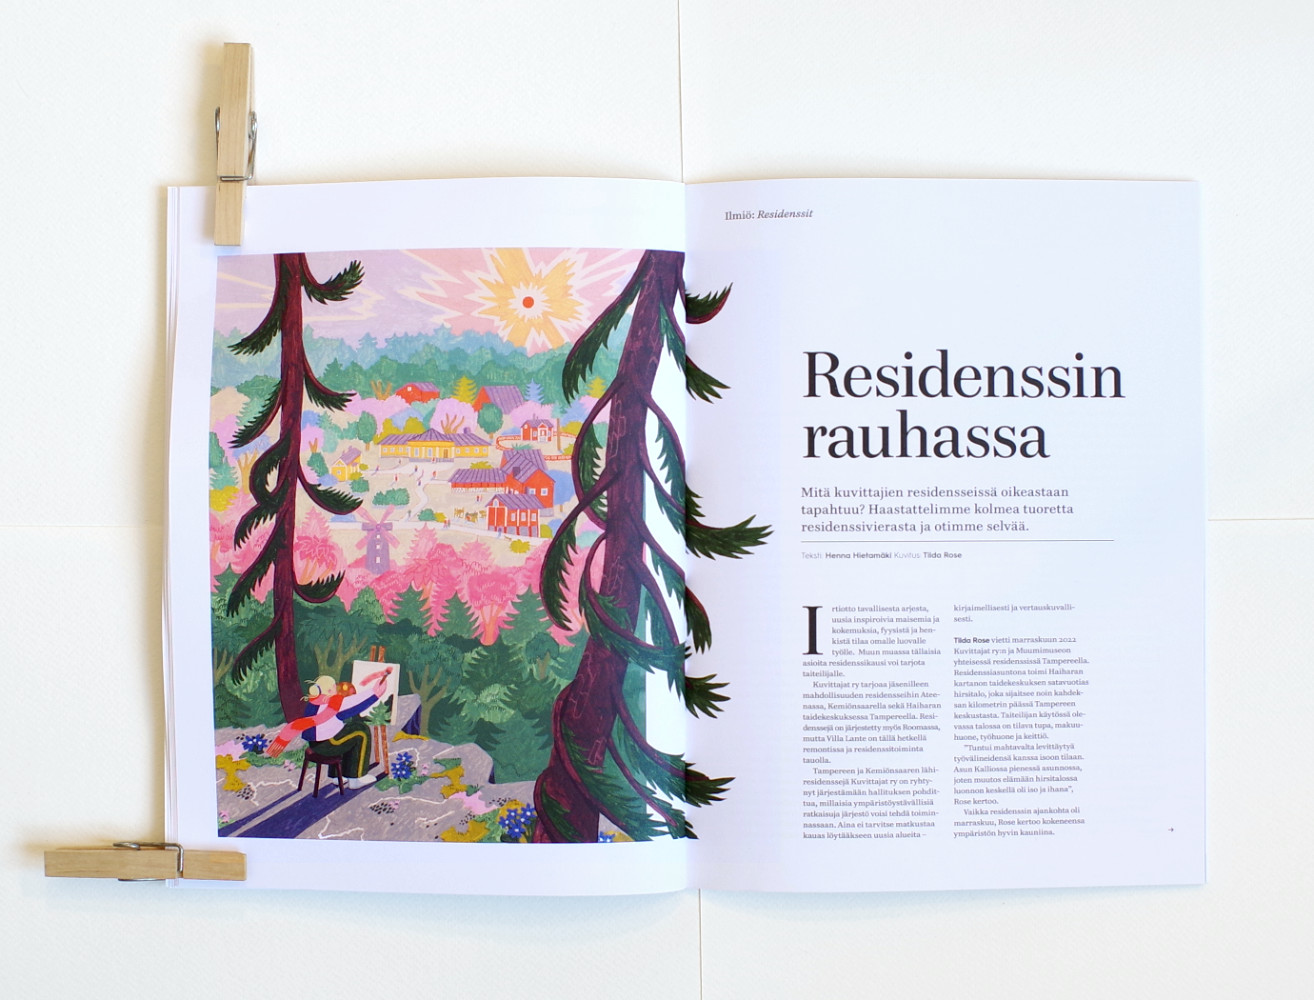 Ilmiö: Residenssit
Residenssin
rauhassa
Mitä kuvittajien residensseissä oikeastaan
tapahtuu? Haastattelimme kolmea tuoretta
residenssivierasta ja otimme selvää.
Teksti: Henna Hietamäki Kuvitus: Tiida Rose
Irtiotto tavallisesta arjesta,
uusia inspiroivia maisemia ja
kokemuksia, fyysistä ja hen-
kistä tilaa omalle luovalle
työlle. Muun muassa tällaisia
asioita residenssikausi voi tarjota
taiteilijalle.
Kuvittajat ry tarjoaa jäsenilleen
mahdollisuuden residensseihin Atee-
nassa, Kemiönsaarella sekä Haiharan
taidekeskuksessa Tampereella. Resi-
denssejä on järjestetty myös Roomassa,
mutta Villa Lante on tällä hetkellä
remontissa ja residenssitoiminta
tauolla.
Tampereen ja Kemiönsaaren lähi-
residenssejä Kuvittajat ry on ryhty-
nyt järjestämään hallituksen pohdit-
tua, millaisia ympäristöystävällisiä
ratkaisuja järjestö voisi tehdä toimin-
nassaan. Aina ei tarvitse matkustaa
kauas löytääkseen uusia alueita –
kirjaimellisesti ja vertauskuvalli-
sesti.
Tiida Rose vietti marraskuun 2022
Kuvittajat ry:n ja Muumimuseon
yhteisessä residenssissä Tampereella.
Residenssiasuntona toimi Haiharan
kartanon taidekeskuksen satavuotias
hirsitalo, joka sijaitsee noin kahdek-
san kilometrin päässä Tampereen
keskustasta. Taiteilijan käytössä ole-
vassa talossa on tilava tupa, makuu-
huone, työhuone ja keittiö.
”Tuntui mahtavalta levittäytyä
työvälineidensä kanssa isoon tilaan.
Asun Kalliossa pienessä asunnossa,
joten muutos elämään hirsitalossa
luonnon keskellä oli iso ja ihana”,
Rose kertoo.
Vaikka residenssin ajankohta oli
marraskuu, Rose kertoo kokeneensa
ympäristön hyvin kauniina.
→